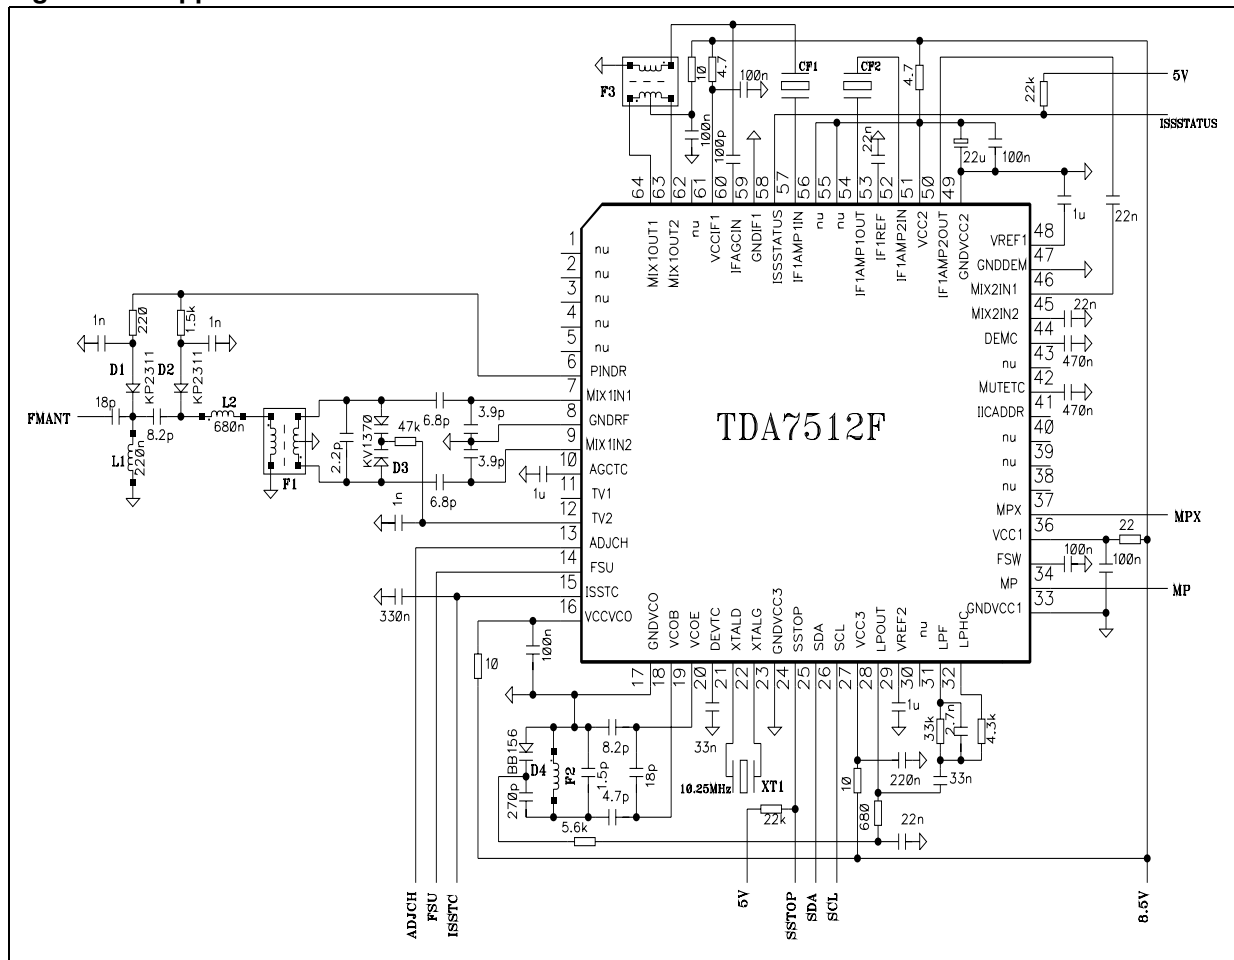 10
4.7
CF1
CF2
4.7
5V
F3
100n
22k
ISSSTATUS
100n
100p
22n
22u
100n
64
63
62
61
60
59
58
57
56
55
54
53
52
51
50
49
1u
22n
MIX1OUT1
MIX1OUT2
nu
VCCIF1
IFAGCIN
GNDIF1
ISSSTATUS
IF1AMP1IN
nu
nu
IF1AMP1OUT
IF1REF
IF1AMP2IN
VCC2
IF1AMP2OUT
GNDVCC2
1 nu
2 nu
3 nu
4 nu
5 nu
6 PINDR
7 MIX1IN1
8 GNDRF
9 MIX1IN2
10 AGCTC
11 TV1
12 TV2
13 ADJCH
14 FSU
15 ISSTC
16 VCCVCO
VREF1 48
GNDDEM 47
MIX2IN1 46
MIX2IN2 45
DEMC 44
nu 43
MUTETC 42
IICADDR 41
nu 40
nu 39
nu 38
MPX 37
VCC1 36
FSW
MP 34
GNDVCC1 33
22n
470n
470n
MPX
22
100n
100n
MP
TDA7512F
1n
220
1.5k
1n
D1
KP2311
D2
KP2311
18p
FMANT
8.2p
L2
680n
L1
220n
F1
2.2p
KV1370
D3
47k
6.8p
3.9p
3.9p
6.8p
1n
1u
330n
GNDVCO
VCOB
VCOE
DEVTC
XTALD
XTALG
GNDVCC3
SSTOP
SDA
SCL
VCC3
LPOUT
VREF2
nu
LPF
LPHC
17
18
19
20
21
22
23
24
25
26
27
28
29
30
31
32
10
100n
BB156
D4
270p
F2
1.5p
8.2p
4.7p
18p
5.6k
33n
10.25MHz
XT1
22k
1u
10
220n
680
22n
33k
2.7n
4.3k
33n
ADJCH
FSU
ISSTC
5V
SSTOP
SDA
SCL
8.5V